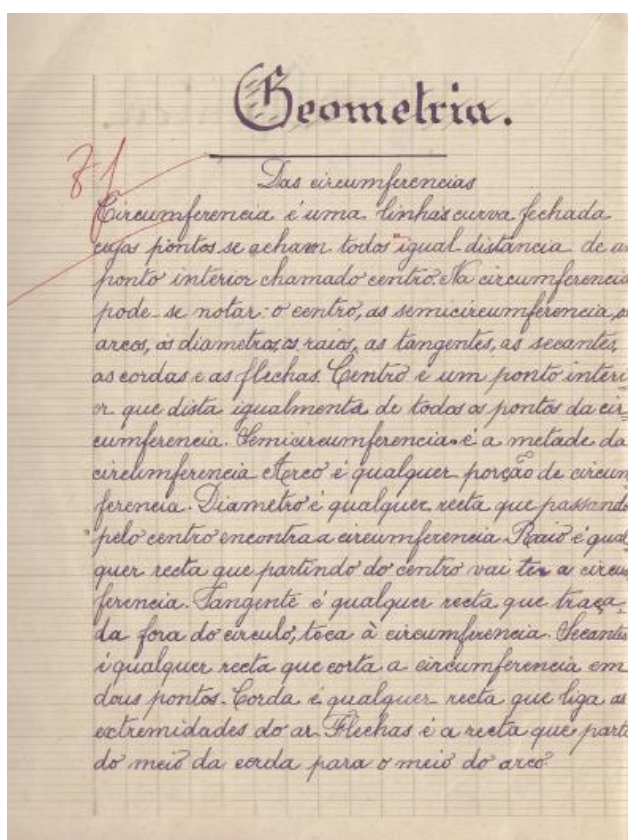 Geometria.
Das circumferencias
Circumferencia é uma linhas curva fechada
cujos pontos se acham todos igual distancia de
ponto interior chamado centro. Na circumferencia
pode-se notar: o centro, as semicircumferencia,
arcos, os diametros, os raios, as tangentes, as secantes,
as cordas e as flechas. Centro é um ponto interi=
or que dista igualmenta de todos os pontos da cir=
cumferencia. Semicircumferencia é a metade da
circumferencia Arco é qualquer porção de circum
ferencia. Diametro é qualquer recta que passando
pelo centro encontra a circumferencia. Raio é qual
quer recta que partindo do centro vai ter a circum
ferencia. Tangente é qualquer recta que traça=
da fora do circulo, toca à circumferencia. Secante
é qualquer recta que corta a circumferencia em
dous pontos. Corda é qualquer recta que liga as
extremidades do ar. Flechas é a recta que parte
do meio da corda para o meio do arco.